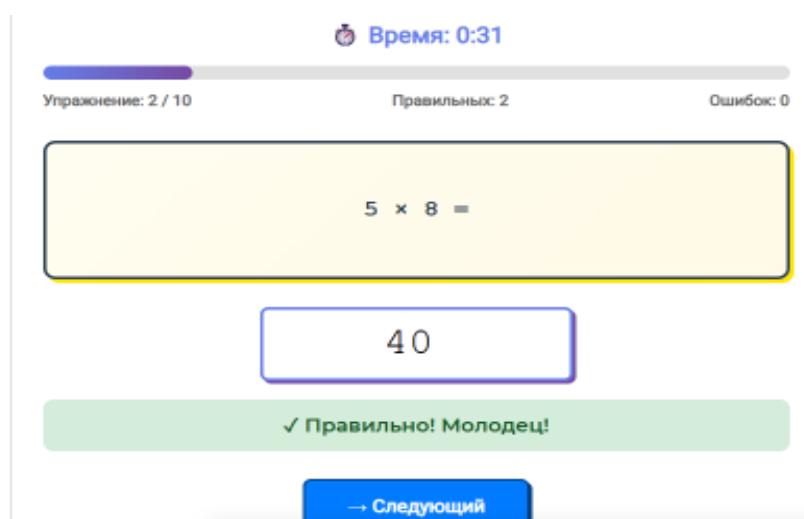 Время: 0:31
Упражнение: 2 / 10 Правильных: 2 Ошибок: 0
5 × 8 =
40
✓ Правильно! Молодец!
→ Следующий